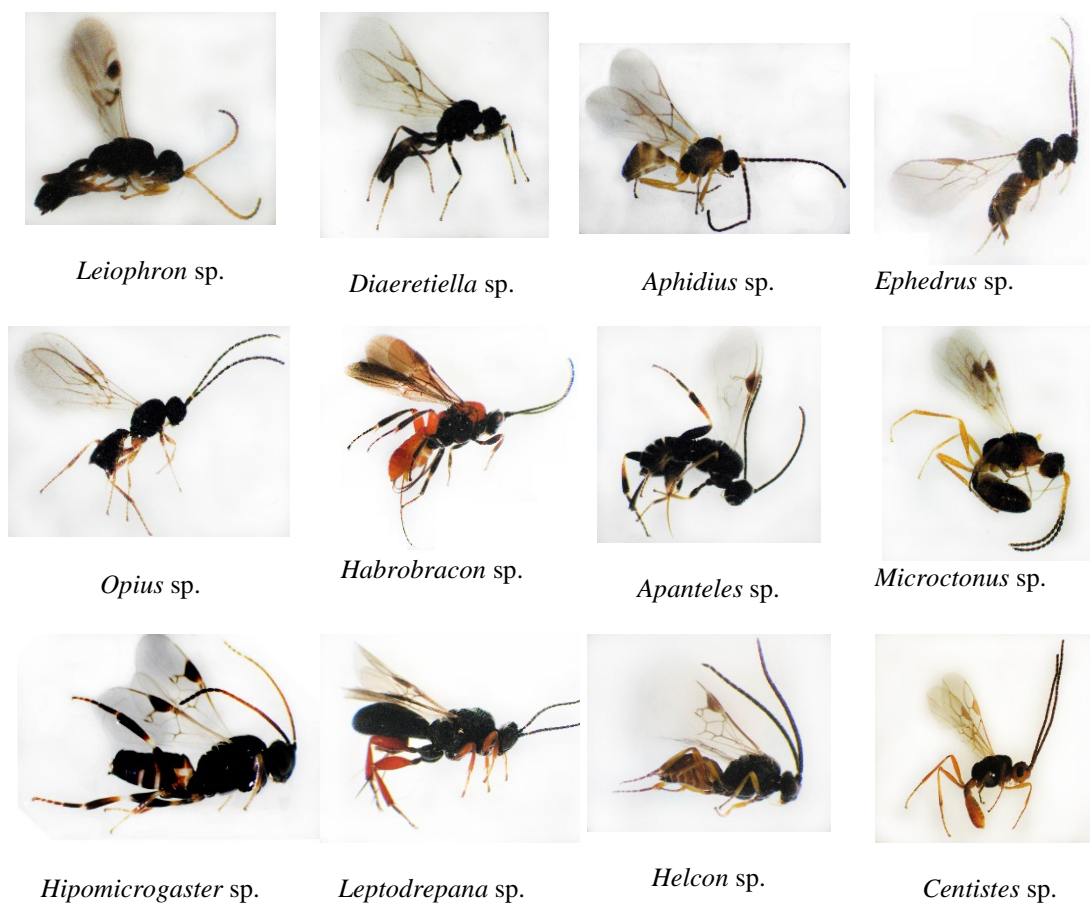 Leiophron sp.
Diaeretiella sp.
Aphidius sp.
Ephedrus sp.
Opius sp.
Habrobracon sp.
Apanteles sp.
Microctonus sp.
Hipomicrogaster sp.
Leptodrepana sp.
Helcon sp.
Centistes sp.